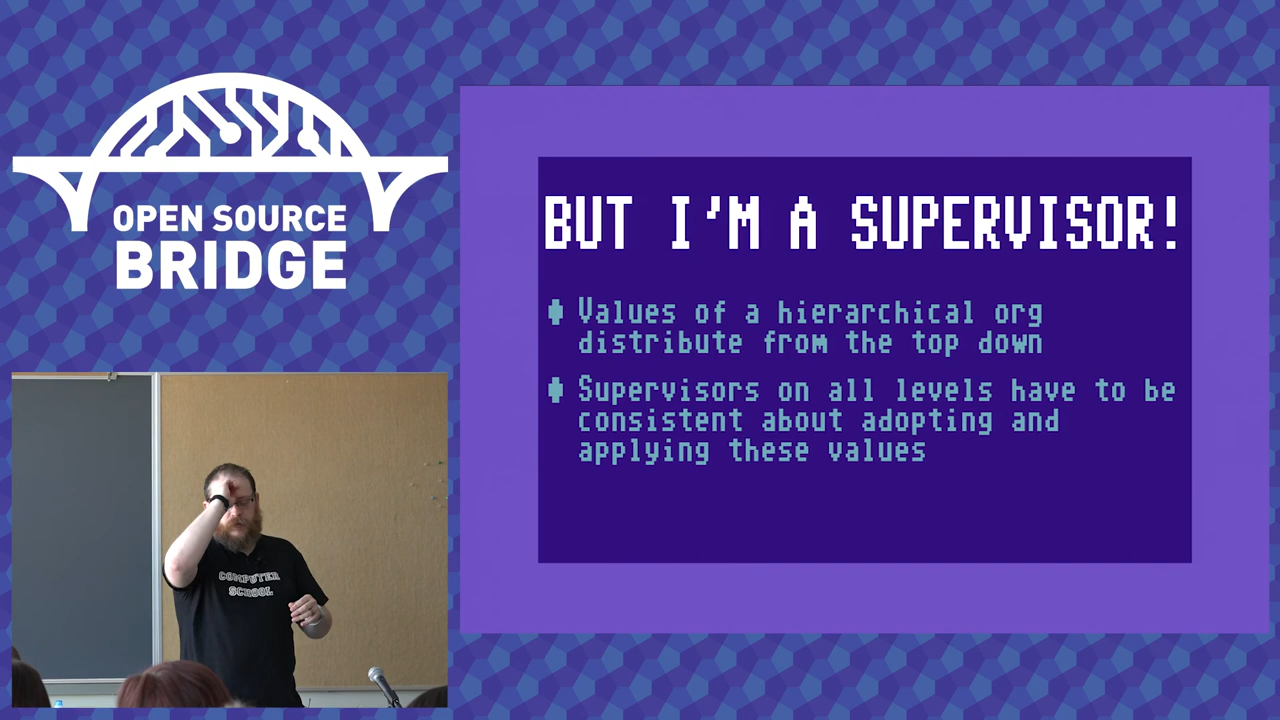 OPEN SOURCE
BRIDGE
BUT I'M A SUPERVISOR!
Values of a hierarchical org
distribute from the top down
Supervisors on all levels have to be
consistent about adopting and
applying these values
COMPUTER
SCHOOL